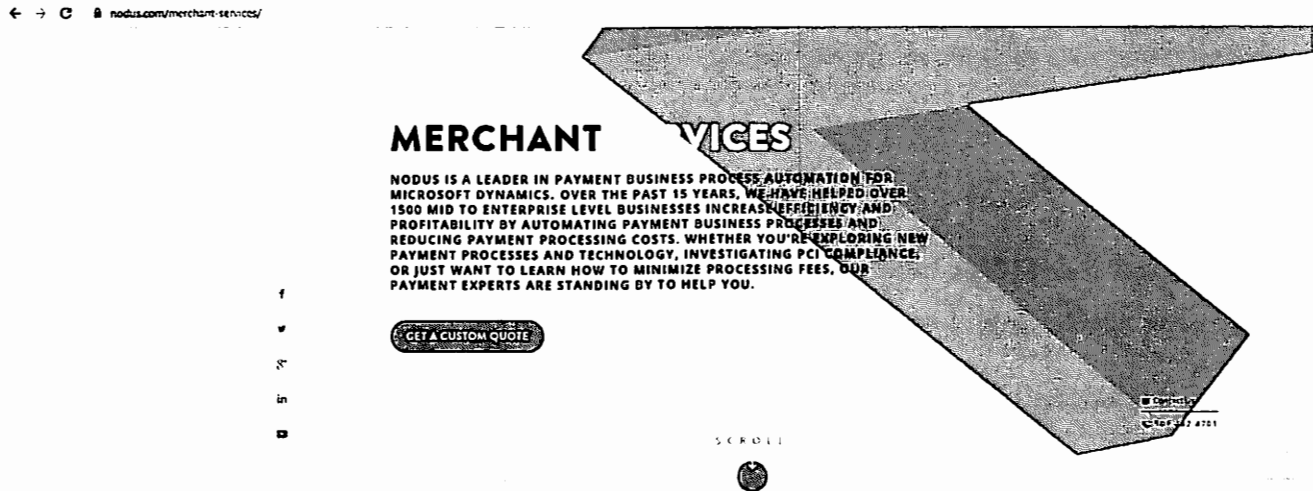 nodus.com/merchant-services/
MERCHANT SERVICES
NODUS IS A LEADER IN PAYMENT BUSINESS PROCESS AUTOMATION FOR
MICROSOFT DYNAMICS. OVER THE PAST 15 YEARS, WE HAVE HELPED OVER
1500 MID TO ENTERPRISE LEVEL BUSINESSES INCREASE EFFICIENCY AND
PROFITABILITY BY AUTOMATING PAYMENT BUSINESS PROCESSES AND
REDUCING PAYMENT PROCESSING COSTS. WHETHER YOU'RE EXPLORING NEW
PAYMENT PROCESSES AND TECHNOLOGY, INVESTIGATING PCI COMPLIANCE,
OR JUST WANT TO LEARN HOW TO MINIMIZE PROCESSING FEES, OUR
PAYMENT EXPERTS ARE STANDING BY TO HELP YOU.
GET A CUSTOM QUOTE
Contact
4701
SCROLL